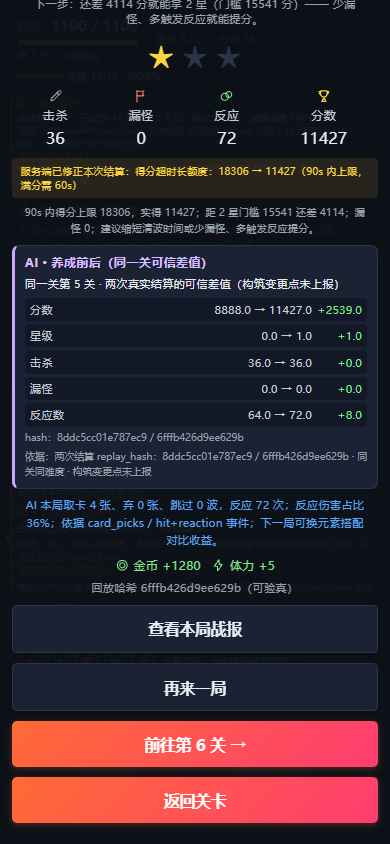 下一步：还差 4114 分就能拿 2 星（门槛 15541 分）—— 少漏
怪、多触发反应就能提分。
击杀 漏怪 反应 分数
36 0 72 11427
服务端已修正本次结算：得分超时长额度：18306 → 11427（90s 内上限，
满分需 60s）
90s 内得分上限 18306，实得 11427；距 2 星门槛 15541 还差 4114；漏
怪 0；建议缩短清波时间或少漏怪、多触发反应提分。
AI · 养成前后（同一关可信差值）
同一关第 5 关 · 两次真实结算的可信差值（构筑变更点未上报）
分数 8888.0 → 11427.0 +2539.0
星级 0.0 → 1.0 +1.0
击杀 36.0 → 36.0 +0.0
漏怪 0.0 → 0.0 +0.0
反应数 64.0 → 72.0 +8.0
hash：8ddc5cc01e787ec9 / 6fffb426d9ee629b
依据：两次结算 replay_hash：8ddc5cc01e787ec9 / 6fffb426d9ee629b · 同
关同难度 · 构筑变更点未上报
AI 本局取卡 4 张、弃 0 张、跳过 0 波，反应 72 次；反应伤害占比
36%；依据 card_picks / hit+reaction 事件；下一局可换元素搭配
对比收益。
金币 +1280 体力 +5
回放哈希 6fffb426d9ee629b（可验真）
查看本局战报
再来一局
前往第 6 关 →
返回关卡